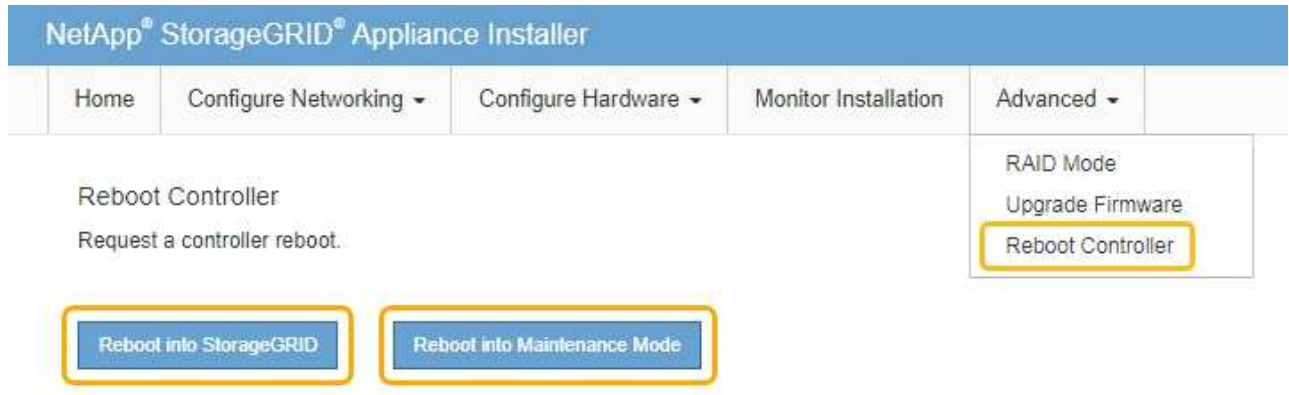 NetApp® StorageGRID® Appliance Installer
Home Configure Networking Configure Hardware Monitor Installation Advanced
RAID Mode
Upgrade Firmware
Reboot Controller
Reboot Controller
Request a controller reboot.
Reboot into StorageGRID Reboot into Maintenance Mode